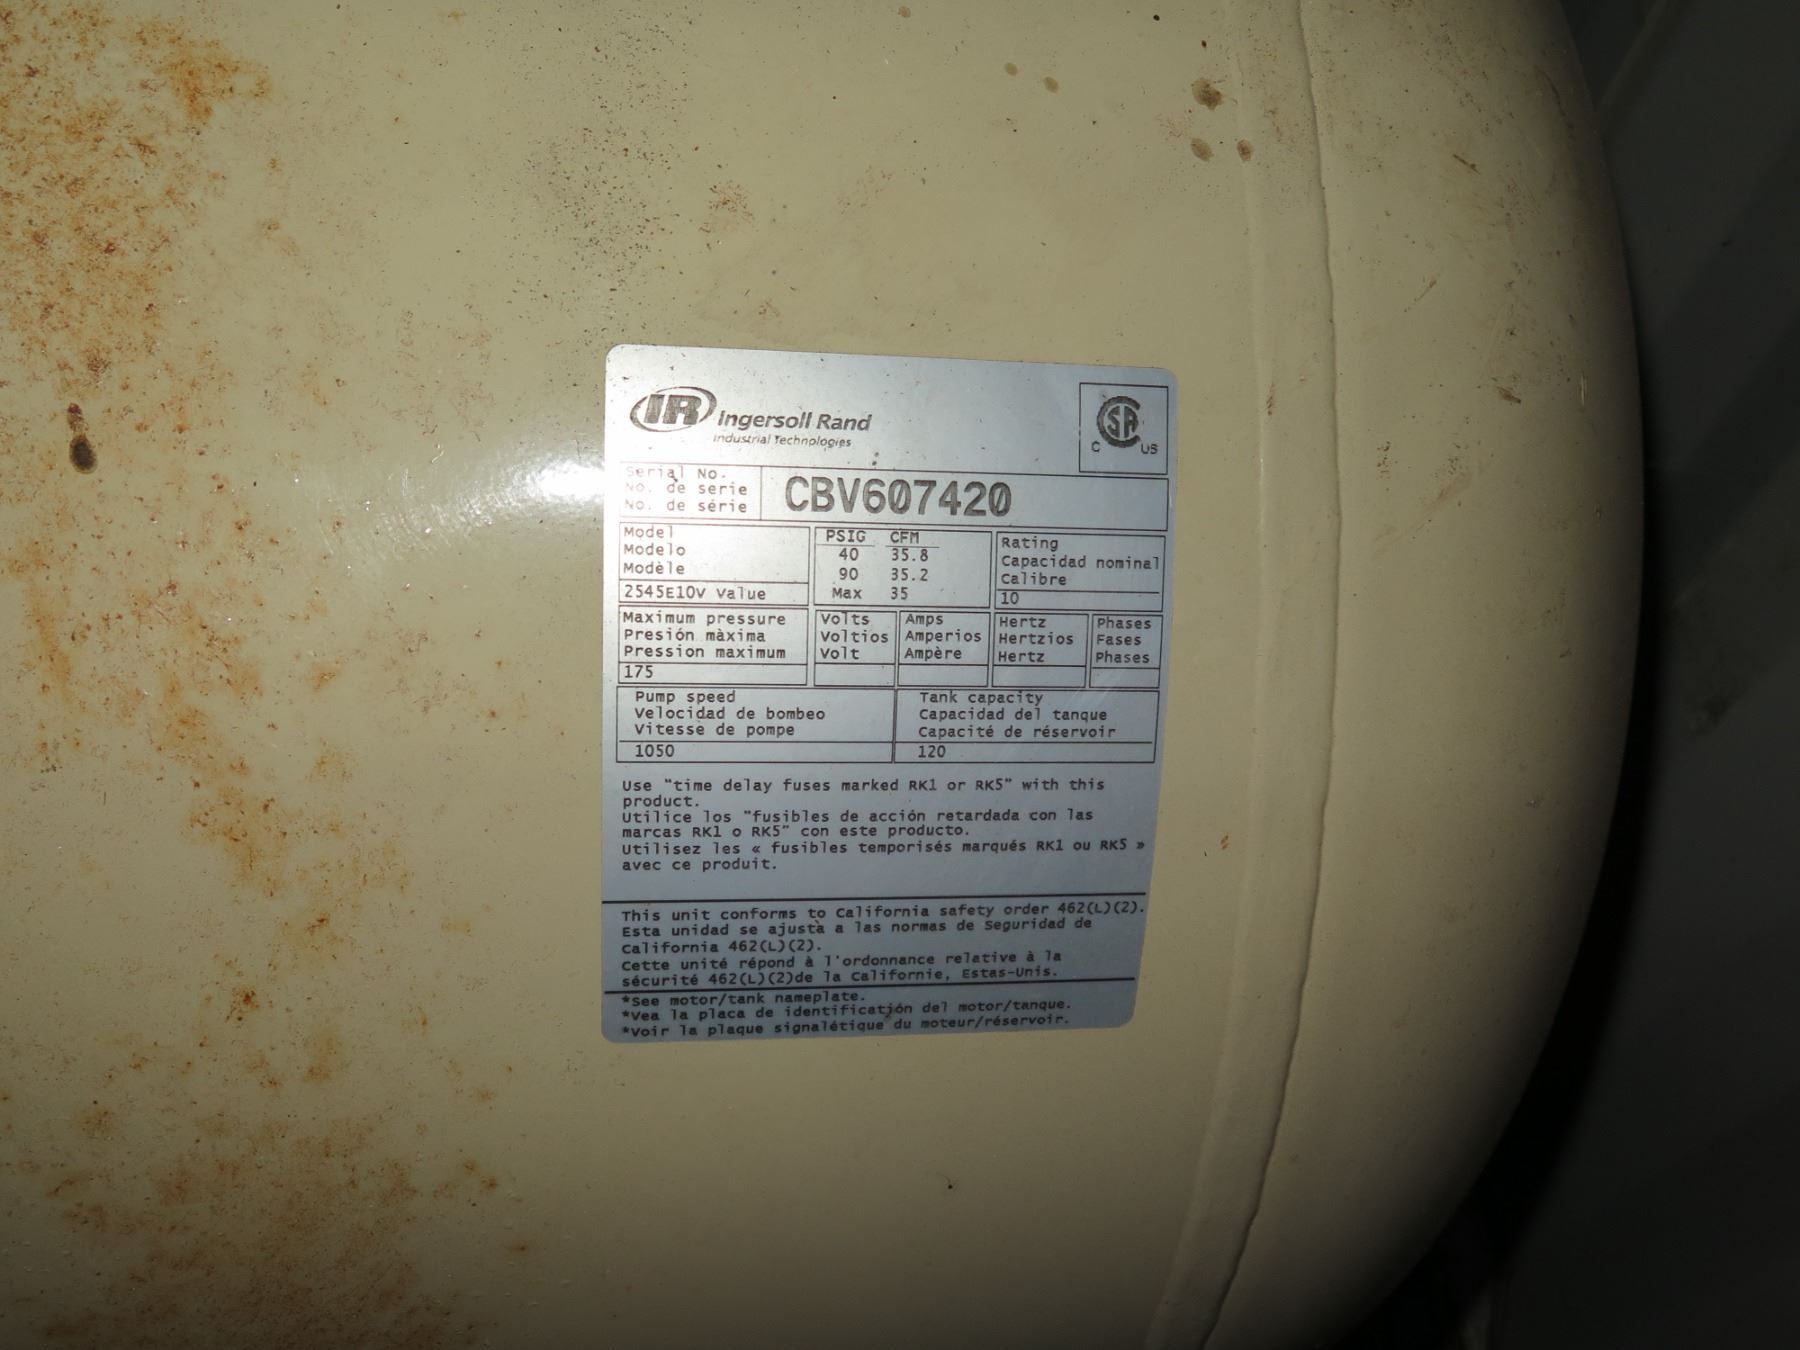 IR Ingersoll Rand
Industrial Technologies
SA
C US
Serial No.
No. de serie
No. de série
CBV607420
Model
Modelo
Modèle
2545E10V Value
PSIG CFM
40 35.8
90 35.2
Max 35
Rating
Capacidad nominal
Calibre
10
Maximum pressure
Presión màxima
Pression maximum
175
Volts
Voltios
Volt
Amps
Amperios
Ampère
Hertz
Hertzios
Hertz
Phases
Fases
Phases
Pump speed
Velocidad de bombeo
Vitesse de pompe
1050
Tank capacity
Capacidad del tanque
Capacité de réservoir
120
Use "time delay fuses marked RK1 or RK5" with this
product.
Utilice los "fusibles de acción retardada con las
marcas RK1 o RK5" con este producto.
Utilisez les « fusibles temporisés marqués RK1 ou RK5 »
avec ce produit.
This unit conforms to California safety order 462(L)(2).
Esta unidad se ajustà a las normas de Seguridad de
California 462(L)(2).
Cette unité répond à l'ordonnance relative à la
sécurité 462(L)(2)de la Californie, Estas-Unis.
*See motor/tank nameplate.
*Vea la placa de identificatión del motor/tanque.
*Voir la plaque signalétique du moteur/réservoir.